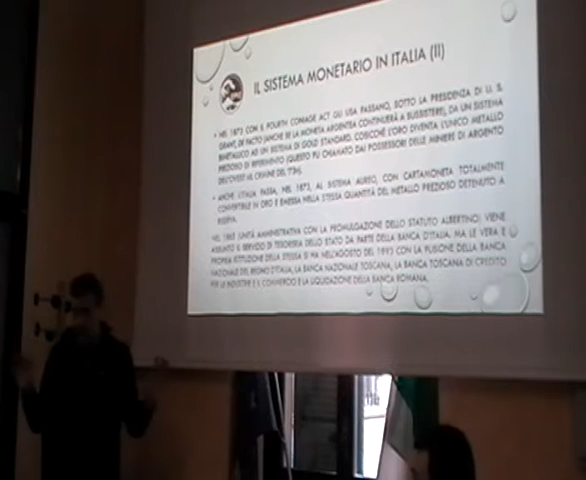 IL SISTEMA MONETARIO IN ITALIA (II)
• NEL 1873 CON IL FOURTH COINAGE ACT GLI USA PASSANO, SOTTO LA PRESIDENZA DI U. S.
GRANT, DE FACTO (ANCHE SE LA MONETA ARGENTEA CONTINUERÀ A SUSSISTERE), DA UN SISTEMA
BIMETALLICO AD UN SISTEMA DI GOLD STANDARD, COSICCHÉ L'ORO DIVENTA L'UNICO METALLO
PREZIOSO DI RIFERIMENTO (QUESTO FU CHIAMATO DAI POSSESSORI DELLE MINIERE DI ARGENTO
DELL'OVEST «IL CRIMINE DEL '73»).
• ANCHE L'ITALIA PASSA, NEL 1873, AL SISTEMA AUREO, CON CARTAMONETA TOTALMENTE
CONVERTIBILE IN ORO E EMESSA NELLA STESSA QUANTITÀ DEL METALLO PREZIOSO DETENUTO A
RISERVA.
NEL 1865 UNITÀ AMMINISTRATIVA CON LA PROMULGAZIONE DELLO STATUTO ALBERTINO; VIENE
ASSUNTO IL SERVIZIO DI TESORERIA DELLO STATO DA PARTE DELLA BANCA D'ITALIA, MA LA VERA E
PROPRIA ISTITUZIONE DELLA STESSA SI HA NELL'AGOSTO DEL 1893 CON LA FUSIONE DELLA BANCA
NAZIONALE DEL REGNO D'ITALIA, LA BANCA NAZIONALE TOSCANA, LA BANCA TOSCANA DI CREDITO
PER LE INDUSTRIE E IL COMMERCIO E LA LIQUIDAZIONE DELLA BANCA ROMANA.